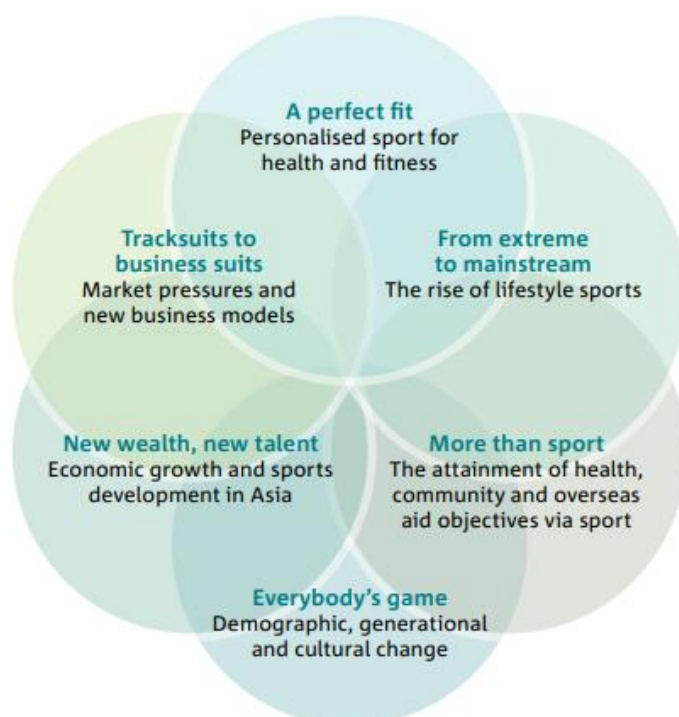 A perfect fit
Personalised sport for
health and fitness
Tracksuits to
business suits
Market pressures and
new business models
From extreme
to mainstream
The rise of lifestyle sports
New wealth, new talent
Economic growth and sports
development in Asia
More than sport
The attainment of health,
community and overseas
aid objectives via sport
Everybody's game
Demographic, generational
and cultural change